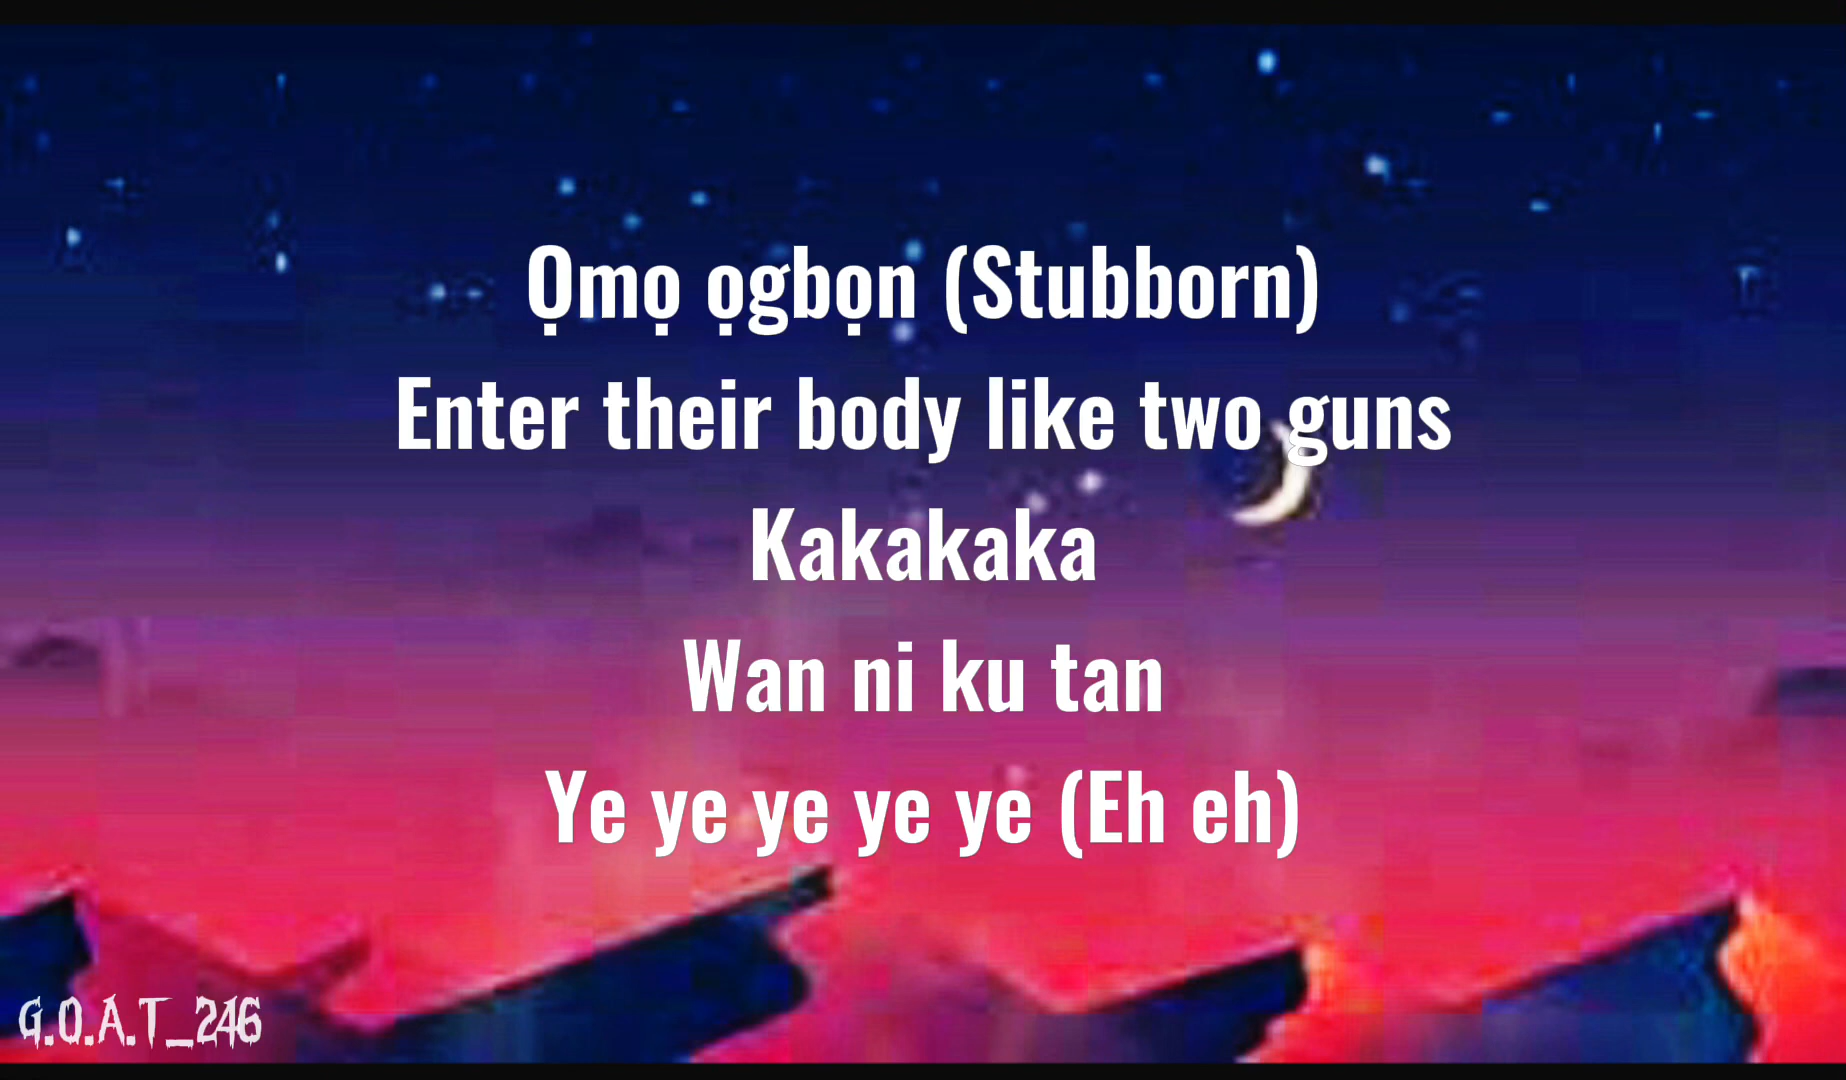 Ọmọ ọgbọn (Stubborn)
Enter their body like two guns
Kakakaka
Wan ni ku tan
Ye ye ye ye ye (Eh eh)
G.O.A.T_246